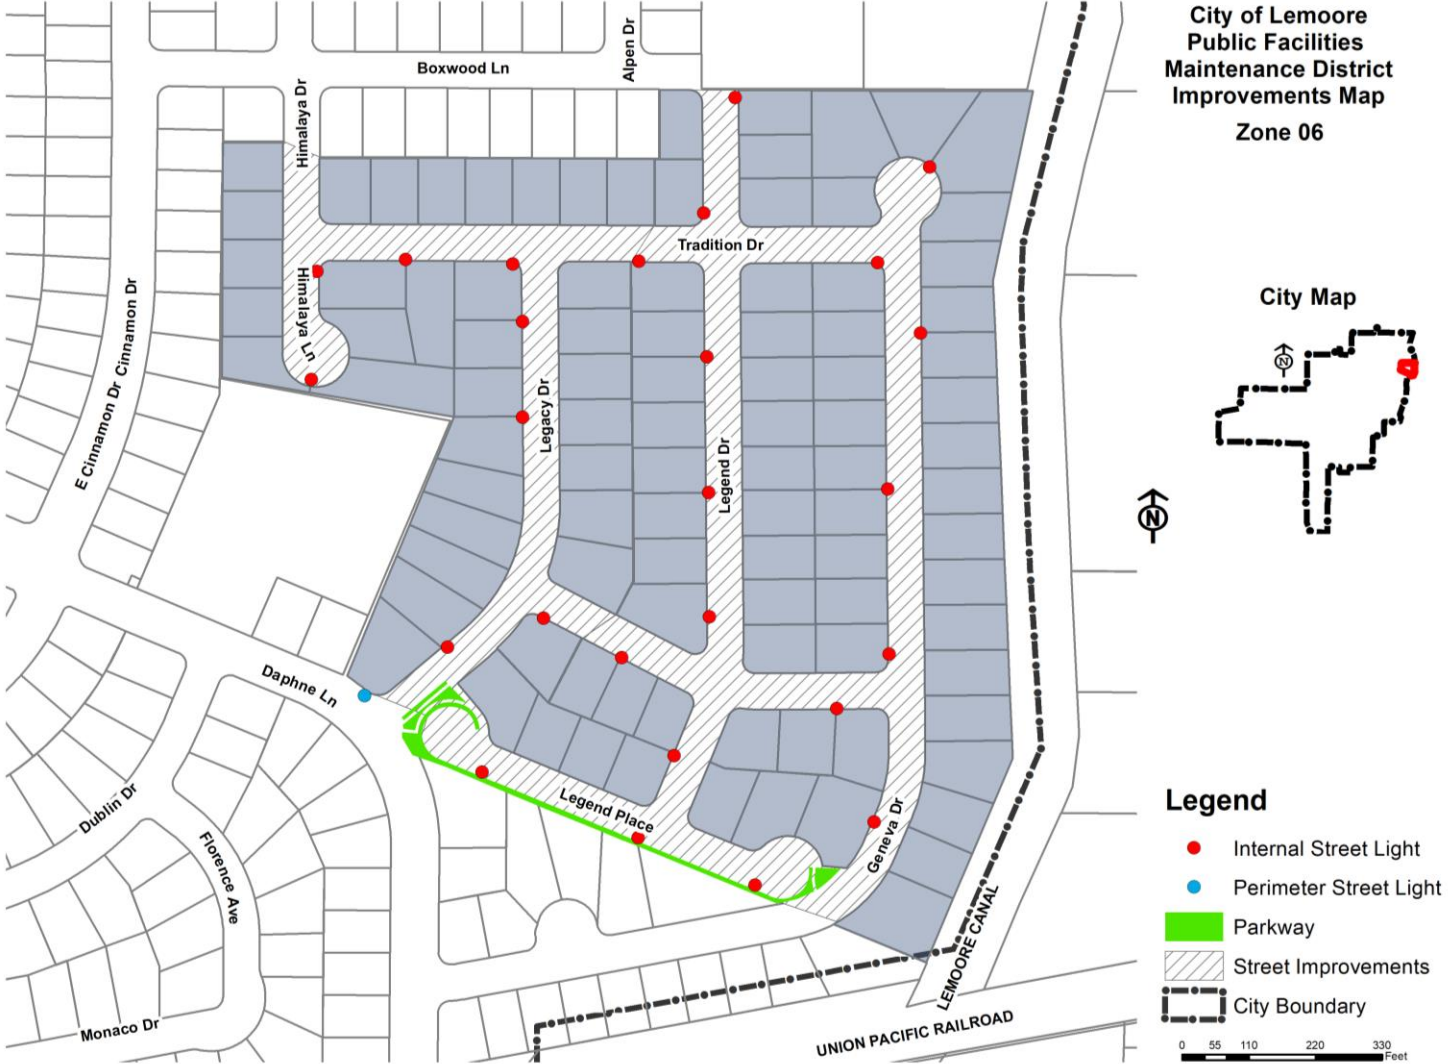 City of Lemoore
Public Facilities
Maintenance District
Improvements Map
Zone 06
Boxwood Ln
Alpen Dr
Himalaya Dr
Tradition Dr
Himalaya Ln
E Cinnamon Dr
Cinnamon Dr
Legacy Dr
Legend Dr
City Map
N
N
Daphne Ln
Dublin Dr
Florence Ave
Legend Place
Geneva Dr
Monaco Dr
LEMOORE CANAL
UNION PACIFIC RAILROAD
Legend
Internal Street Light
Perimeter Street Light
Parkway
Street Improvements
City Boundary
0 55 110 220 330
Feet